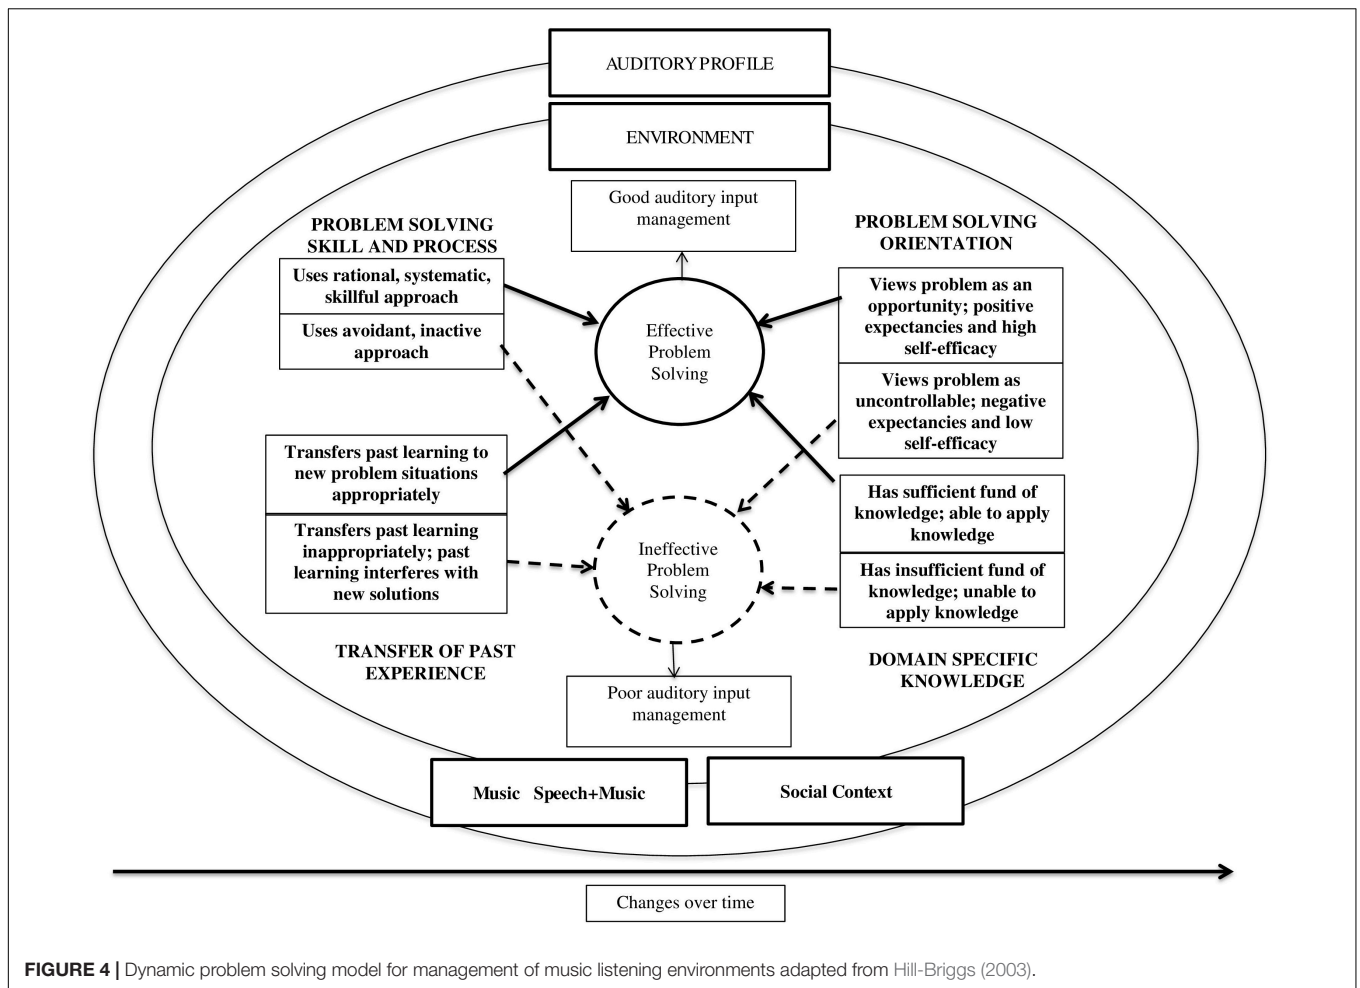 AUDITORY PROFILE
ENVIRONMENT
Good auditory input
management
PROBLEM SOLVING
SKILL AND PROCESS
Uses rational, systematic,
skillful approach
Uses avoidant, inactive
approach
Effective
Problem
Solving
PROBLEM SOLVING
ORIENTATION
Views problem as an
opportunity; positive
expectancies and high
self-efficacy
Views problem as
uncontrollable; negative
expectancies and low
self-efficacy
Transfers past learning to
new problem situations
appropriately
Transfers past learning
inappropriately; past
learning interferes with
new solutions
TRANSFER OF PAST
EXPERIENCE
Ineffective
Problem
Solving
Has sufficient fund of
knowledge; able to apply
knowledge
Has insufficient fund of
knowledge; unable to
apply knowledge
DOMAIN SPECIFIC
KNOWLEDGE
Poor auditory input
management
Music Speech+Music
Social Context
Changes over time
FIGURE 4 | Dynamic problem solving model for management of music listening environments adapted from Hill-Briggs (2003).